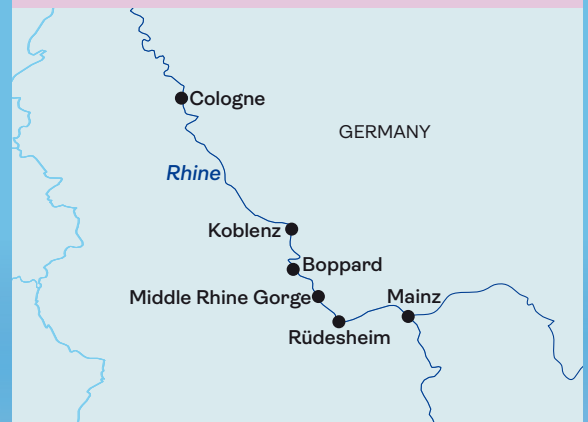 Cologne
GERMANY
Rhine
Koblenz
Boppard
Middle Rhine Gorge
Mainz
Rüdesheim